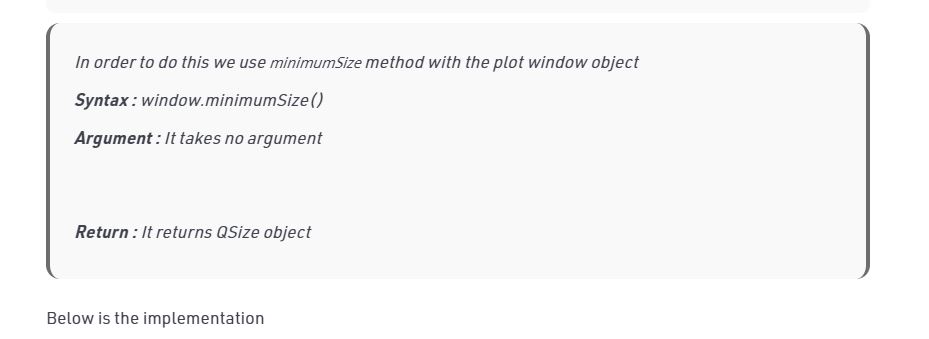 In order to do this we use minimumSize method with the plot window object
Syntax : window.minimumSize()
Argument : It takes no argument
Return : It returns QSize object
Below is the implementation